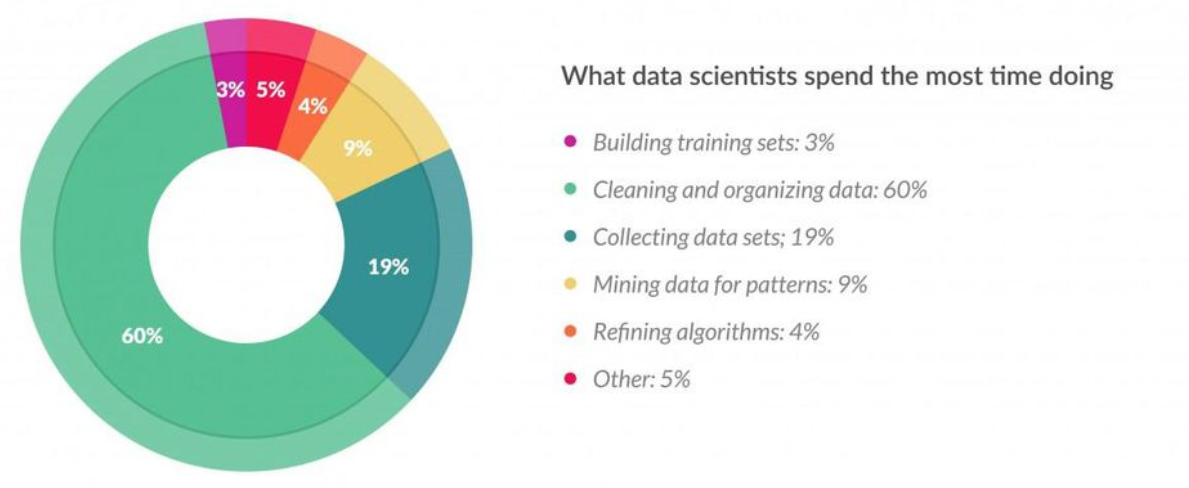 3% 5%
4%
9%
19%
60%
What data scientists spend the most time doing
Building training sets: 3%
Cleaning and organizing data: 60%
Collecting data sets; 19%
Mining data for patterns: 9%
Refining algorithms: 4%
Other: 5%